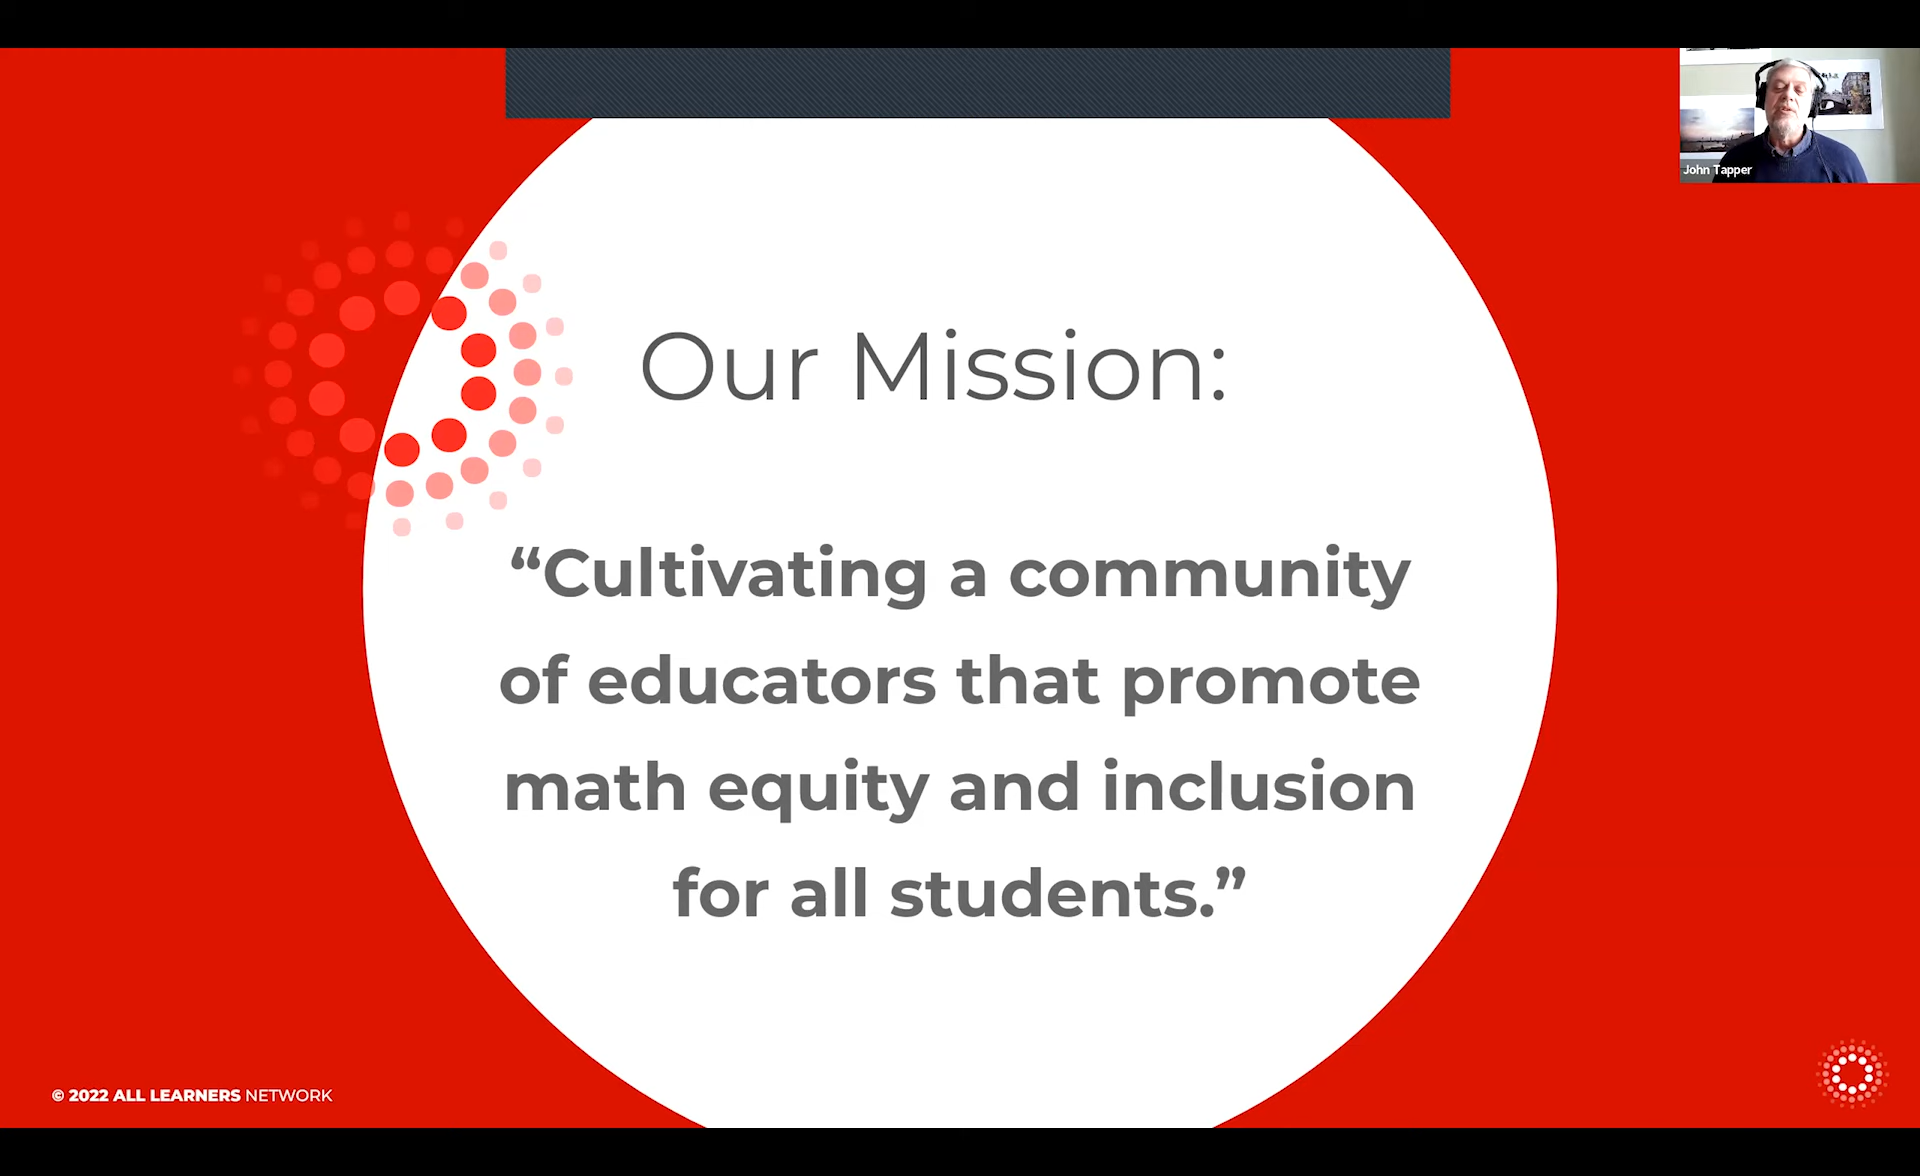 John Tapper
Our Mission:
“Cultivating a community
of educators that promote
math equity and inclusion
for all students.”
© 2022 ALL LEARNERS NETWORK